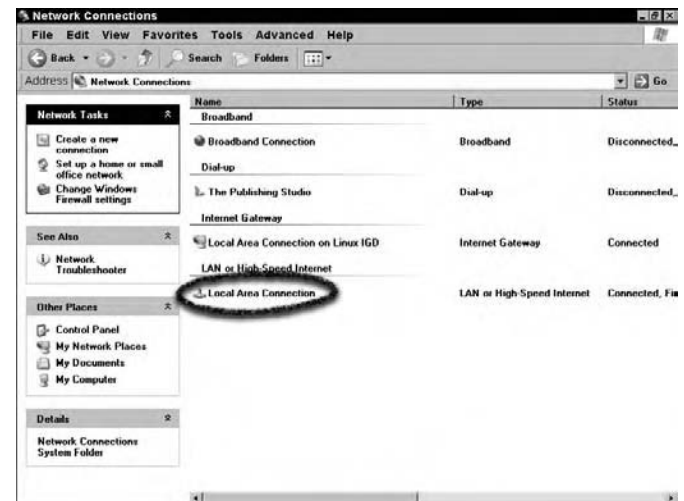 Network Connections
File Edit View Favorites Tools Advanced Help
Back Search Folders
Address Network Connections Go
Network Tasks
Create a new
connection
Set up a home or small
office network
Change Windows
Firewall settings
See Also
Network
Troubleshooter
Other Places
Control Panel
My Network Places
My Documents
My Computer
Details
Network Connections
System Folder
Name Type Status
Broadband
Broadband Connection Broadband Disconnected,
Dial-up
The Publishing Studio Dial-up Disconnected,
Internet Gateway
Local Area Connection on Linux IGD Internet Gateway Connected
LAN or High-Speed Internet
Local Area Connection LAN or High-Speed Internet Connected, Fi